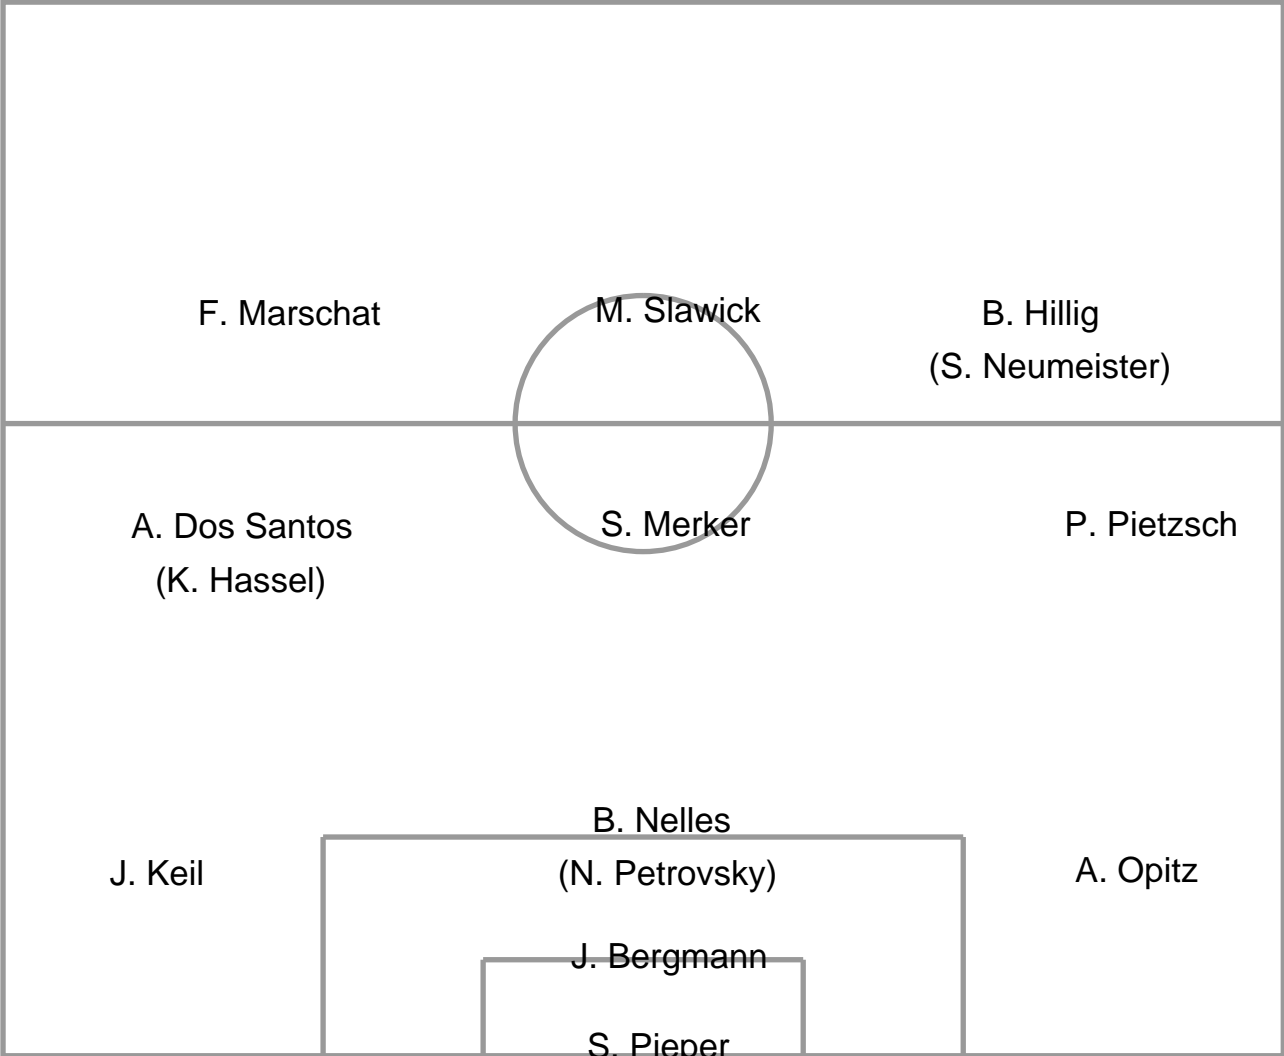 F. Marschat
M. Slawick
B. Hillig
(S. Neumeister)
A. Dos Santos
(K. Hassel)
S. Merker
P. Pietzsch
B. Nelles
(N. Petrovsky)
J. Keil
A. Opitz
J. Bergmann
S. Pieper